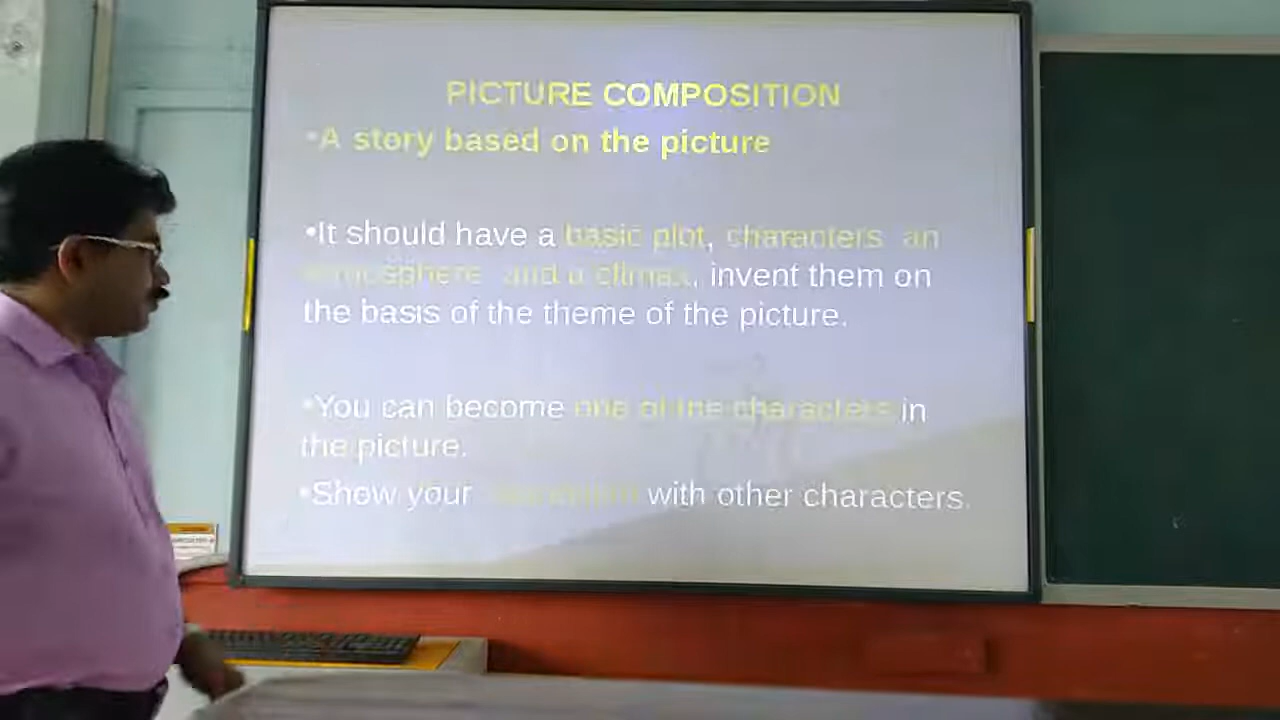 PICTURE COMPOSITION
•A story based on the picture
•It should have a basic plot, characters an
atmosphere and a climax, invent them on
the basis of the theme of the picture.
•You can become one of the characters in
the picture.
•Show your with other characters.